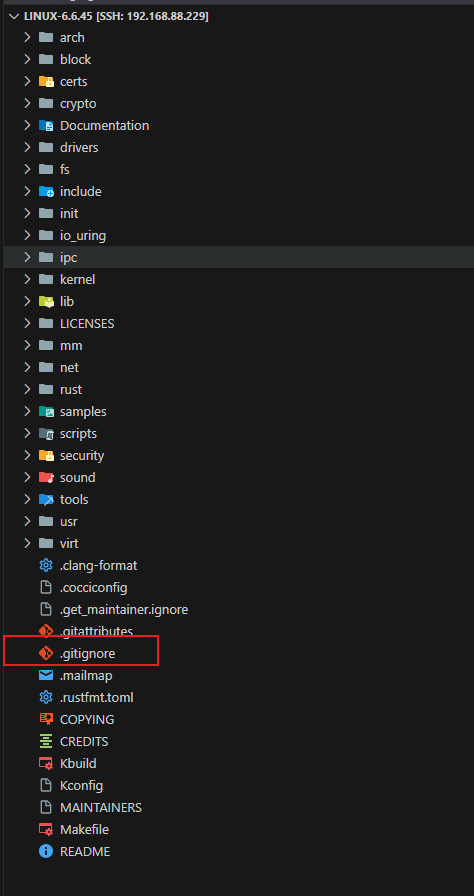 LINUX-6.6.45 [SSH: 192.168.88.229]
arch
block
certs
crypto
Documentation
drivers
fs
include
init
io_uring
ipc
kernel
lib
LICENSES
mm
net
rust
samples
scripts
security
sound
tools
usr
virt
.clang-format
.cocciconfig
.get_maintainer.ignore
.gitattributes
.gitignore
.mailmap
.rustfmt.toml
COPYING
CREDITS
Kbuild
Kconfig
MAINTAINERS
Makefile
README